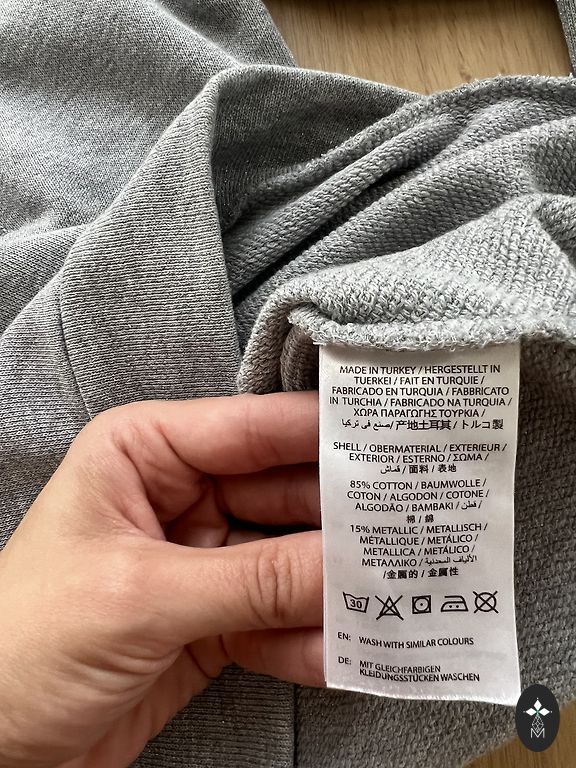 MADE IN TURKEY / HERGESTELLT IN
TUERKEI / FAIT EN TURQUIE /
FABRICADO EN TURQUIA / FABBRICATO
IN TURCHIA / FABRICADO NA TURQUIA /
ΧΩΡΑ ΠΑΡΑΓΩΓΗΣ ΤΟΥΡΚΙΑ /
صنع في تركيا /产地土耳其 / トルコ製
SHELL / OBERMATERIAL / EXTERIEUR /
EXTERIOR / ESTERNO / ΣΩΜΑ /
قماش / 面料 / 表地
85% COTTON / BAUMWOLLE /
COTON / ALGODON / COTONE /
ALGODÃO / BAMBAKI / قطن /
棉 / 綿
15% METALLIC / METALLISCH /
MÉTALLIQUE / METÁLICO /
METALLICA / METÁLICO /
ΜΕΤΑΛΛΙΚΟ / الألياف المعدنية
/金属的 / 金属性
30
EN: WASH WITH SIMILAR COLOURS
DE: MIT GLEICHFARBIGEN
KLEIDUNGSSTÜCKEN WASCHEN
M